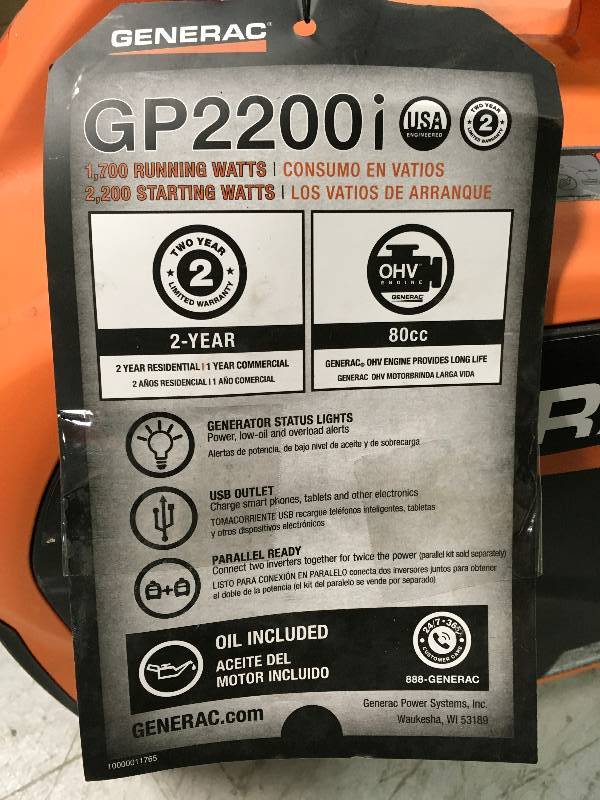 GENERAC
GP2200i
USA
ENGINEERED
TWO YEAR
2
LIMITED WARRANTY
1,700 RUNNING WATTS | CONSUMO EN VATIOS
2,200 STARTING WATTS | LOS VATIOS DE ARRANQUE
TWO YEAR
2
LIMITED WARRANTY
2-YEAR
2 YEAR RESIDENTIAL | 1 YEAR COMMERCIAL
2 AÑOS RESIDENCIAL | 1 AÑO COMERCIAL
OHV
ENGINE
GENERAC
80cc
GENERAC® OHV ENGINE PROVIDES LONG LIFE
GENERAC OHV MOTORBRINDA LARGA VIDA
GENERATOR STATUS LIGHTS
Power, low-oil and overload alerts
Alertas de potencia, de bajo nivel de aceite y de sobrecarga
USB OUTLET
Charge smart phones, tablets and other electronics
TOMACORRIENTE USB recargue teléfonos inteligentes, tabletas
y otros dispositivos electrónicos
PARALLEL READY
Connect two inverters together for twice the power (parallel kit sold separately)
LISTO PARA CONEXIÓN EN PARALELO conecta dos inversores juntos para obtener
el doble de la potencia (el kit del paralelo se vende por separado)
OIL INCLUDED
ACEITE DEL
MOTOR INCLUIDO
24/7•365
CUSTOMER CARE
888-GENERAC
GENERAC.com
Generac Power Systems, Inc.
Waukesha, WI 53189
10000011765
R